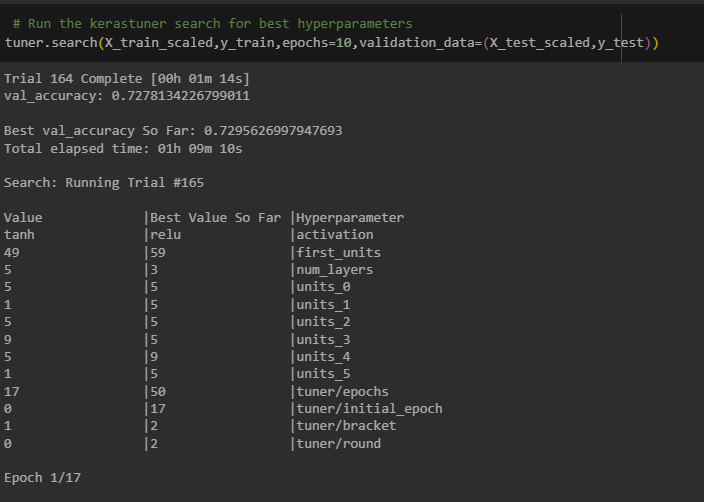 # Run the kerastuner search for best hyperparameters
tuner.search(X_train_scaled,y_train,epochs=10,validation_data=(X_test_scaled,y_test))
Trial 164 Complete [00h 01m 14s]
val_accuracy: 0.7278134226799011
Best val_accuracy So Far: 0.7295626997947693
Total elapsed time: 01h 09m 10s
Search: Running Trial #165
Value |Best Value So Far |Hyperparameter
tanh |relu |activation
49 |59 |first_units
5 |3 |num_layers
5 |5 |units_0
1 |5 |units_1
5 |5 |units_2
9 |5 |units_3
5 |9 |units_4
1 |5 |units_5
17 |50 |tuner/epochs
0 |17 |tuner/initial_epoch
1 |2 |tuner/bracket
0 |2 |tuner/round
Epoch 1/17